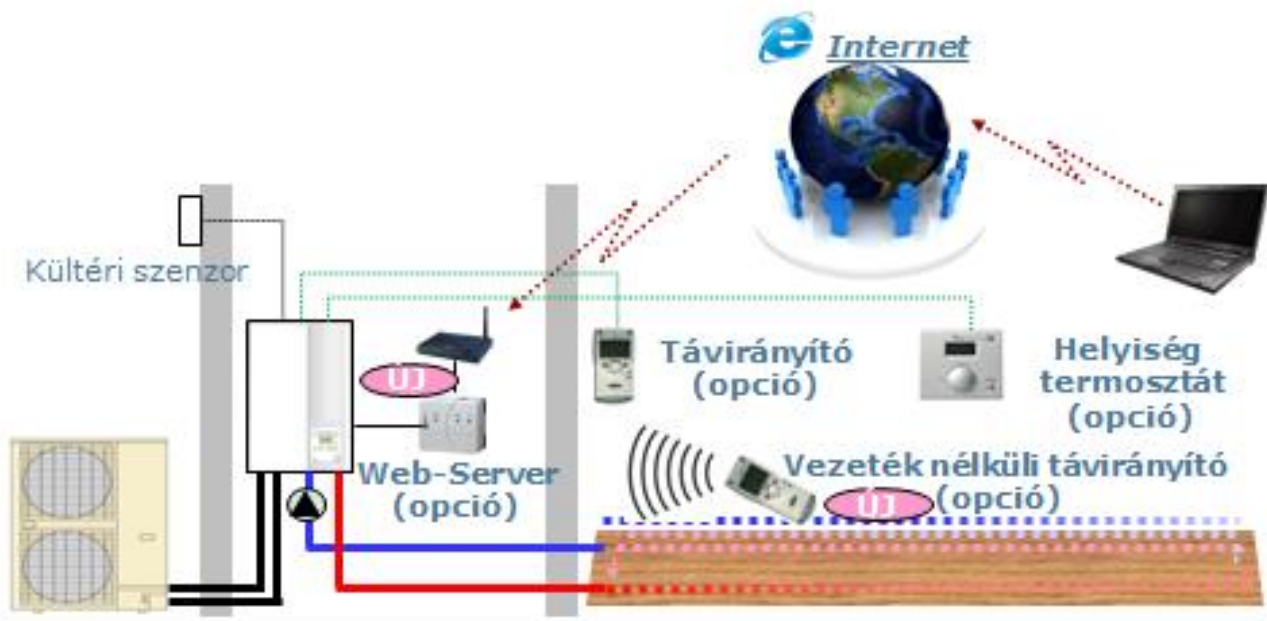 Internet
Kültéri szenzor
ÚJ
Távirányító
(opció)
Helyiség
termosztát
(opció)
Web-Server
(opció)
Vezeték nélküli távirányító
(opció)
ÚJ